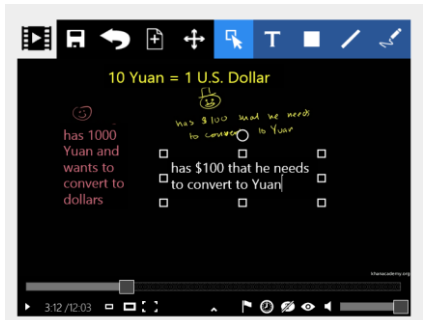 T
10 Yuan = 1 U.S. Dollar
has $100 that he needs
to convert to Yuan
has 1000
Yuan and
wants to
convert to
dollars
has $100 that he needs
to convert to Yuan
khanacademy.org
3:12 /12:03